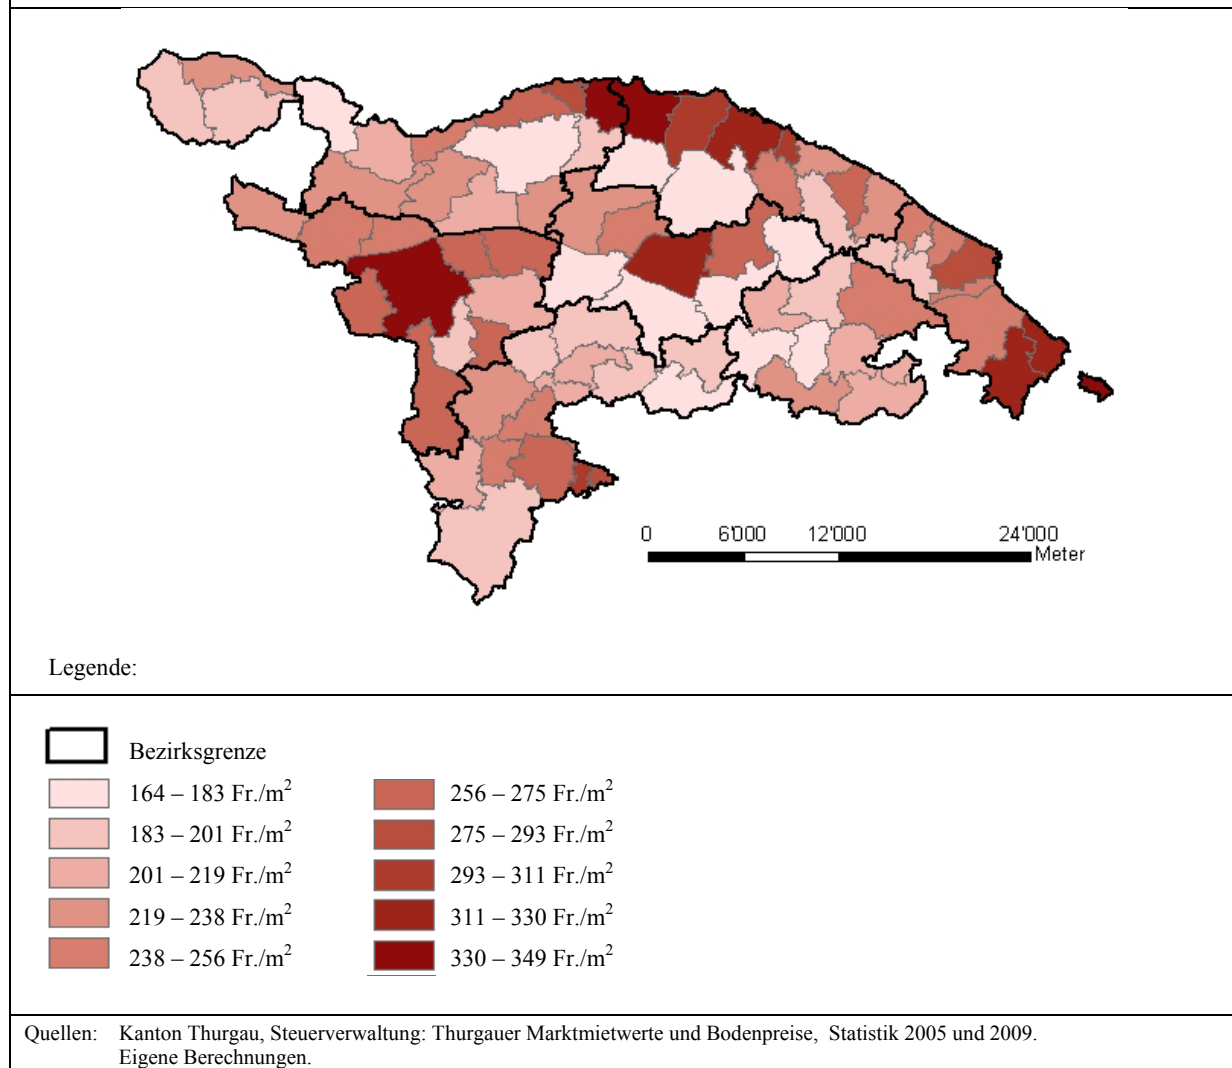 0 6'000 12'000 24'000
Meter
Legende:
Bezirksgrenze
164 – 183 Fr./m²
183 – 201 Fr./m²
201 – 219 Fr./m²
219 – 238 Fr./m²
238 – 256 Fr./m²
256 – 275 Fr./m²
275 – 293 Fr./m²
293 – 311 Fr./m²
311 – 330 Fr./m²
330 – 349 Fr./m²
Quellen: Kanton Thurgau, Steuerverwaltung: Thurgauer Marktmietwerte und Bodenpreise, Statistik 2005 und 2009.
Eigene Berechnungen.